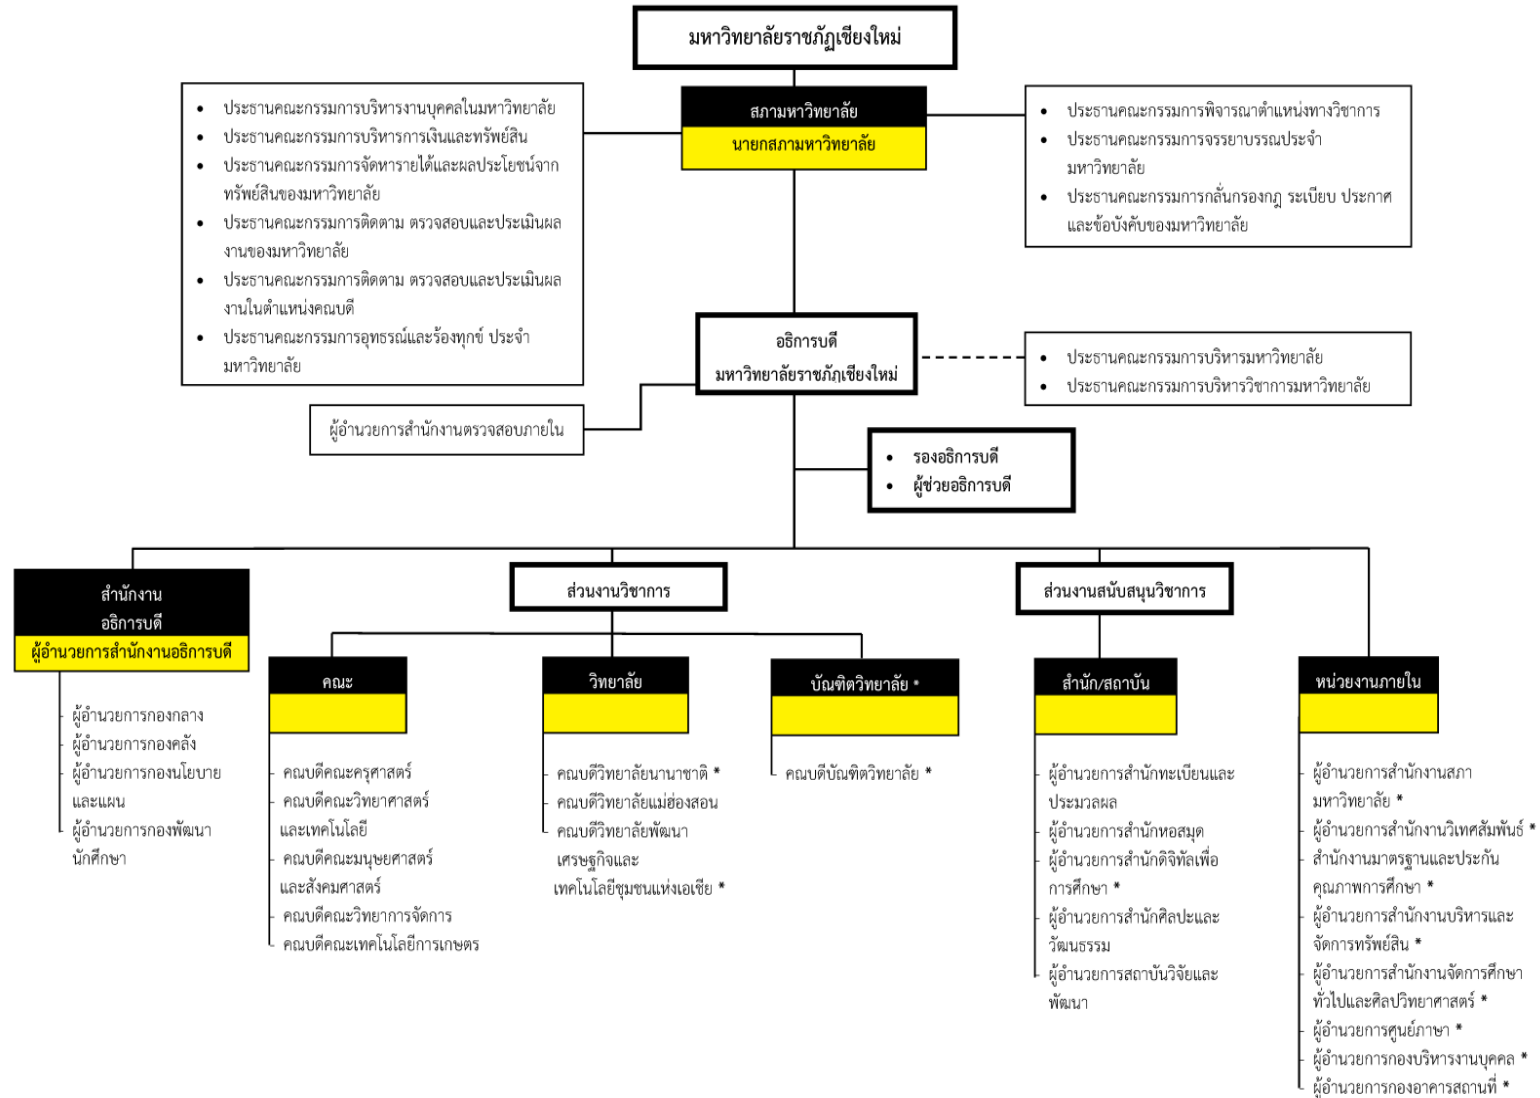 มหาวิทยาลัยราชภัฏเชียงใหม่
สภามหาวิทยาลัย
นายกสภามหาวิทยาลัย
• ประธานคณะกรรมการบริหารงานบุคคลในมหาวิทยาลัย
• ประธานคณะกรรมการบริหารการเงินและทรัพย์สิน
• ประธานคณะกรรมการจัดหารายได้และผลประโยชน์จาก
ทรัพย์สินของมหาวิทยาลัย
• ประธานคณะกรรมการติดตาม ตรวจสอบและประเมินผล
งานของมหาวิทยาลัย
• ประธานคณะกรรมการติดตาม ตรวจสอบและประเมินผล
งานในตำแหน่งคณบดี
• ประธานคณะกรรมการอุทธรณ์และร้องทุกข์ ประจำ
มหาวิทยาลัย
• ประธานคณะกรรมการพิจารณาตำแหน่งทางวิชาการ
• ประธานคณะกรรมการจรรยาบรรณประจำ
มหาวิทยาลัย
• ประธานคณะกรรมการกลั่นกรองกฎ ระเบียบ ประกาศ
และข้อบังคับของมหาวิทยาลัย
อธิการบดี
มหาวิทยาลัยราชภัฏเชียงใหม่
• ประธานคณะกรรมการบริหารมหาวิทยาลัย
• ประธานคณะกรรมการบริหารวิชาการมหาวิทยาลัย
ผู้อำนวยการสำนักงานตรวจสอบภายใน
• รองอธิการบดี
• ผู้ช่วยอธิการบดี
สำนักงาน
อธิการบดี
ผู้อำนวยการสำนักงานอธิการบดี
- ผู้อำนวยการกองกลาง
- ผู้อำนวยการกองคลัง
- ผู้อำนวยการกองนโยบาย
และแผน
- ผู้อำนวยการกองพัฒนา
นักศึกษา
ส่วนงานวิชาการ
คณะ
- คณบดีคณะครุศาสตร์
- คณบดีคณะวิทยาศาสตร์
และเทคโนโลยี
- คณบดีคณะมนุษยศาสตร์
และสังคมศาสตร์
- คณบดีคณะวิทยาการจัดการ
- คณบดีคณะเทคโนโลยีการเกษตร
วิทยาลัย
- คณบดีวิทยาลัยนานาชาติ *
- คณบดีวิทยาลัยแม่ฮ่องสอน
- คณบดีวิทยาลัยพัฒนา
เศรษฐกิจและ
เทคโนโลยีชุมชนแห่งเอเชีย *
บัณฑิตวิทยาลัย *
- คณบดีบัณฑิตวิทยาลัย *
ส่วนงานสนับสนุนวิชาการ
สำนัก/สถาบัน
- ผู้อำนวยการสำนักทะเบียนและ
ประมวลผล
- ผู้อำนวยการสำนักหอสมุด
- ผู้อำนวยการสำนักดิจิทัลเพื่อ
การศึกษา *
- ผู้อำนวยการสำนักศิลปะและ
วัฒนธรรม
- ผู้อำนวยการสถาบันวิจัยและ
พัฒนา
หน่วยงานภายใน
- ผู้อำนวยการสำนักงานสภา
มหาวิทยาลัย *
- ผู้อำนวยการสำนักงานวิเทศสัมพันธ์ *
สำนักงานมาตรฐานและประกัน
คุณภาพการศึกษา *
- ผู้อำนวยการสำนักงานบริหารและ
จัดการทรัพย์สิน *
- ผู้อำนวยการสำนักงานจัดการศึกษา
ทั่วไปและศิลปวิทยาศาสตร์ *
- ผู้อำนวยการศูนย์ภาษา *
- ผู้อำนวยการกองบริหารงานบุคคล *
- ผู้อำนวยการกองอาคารสถานที่ *